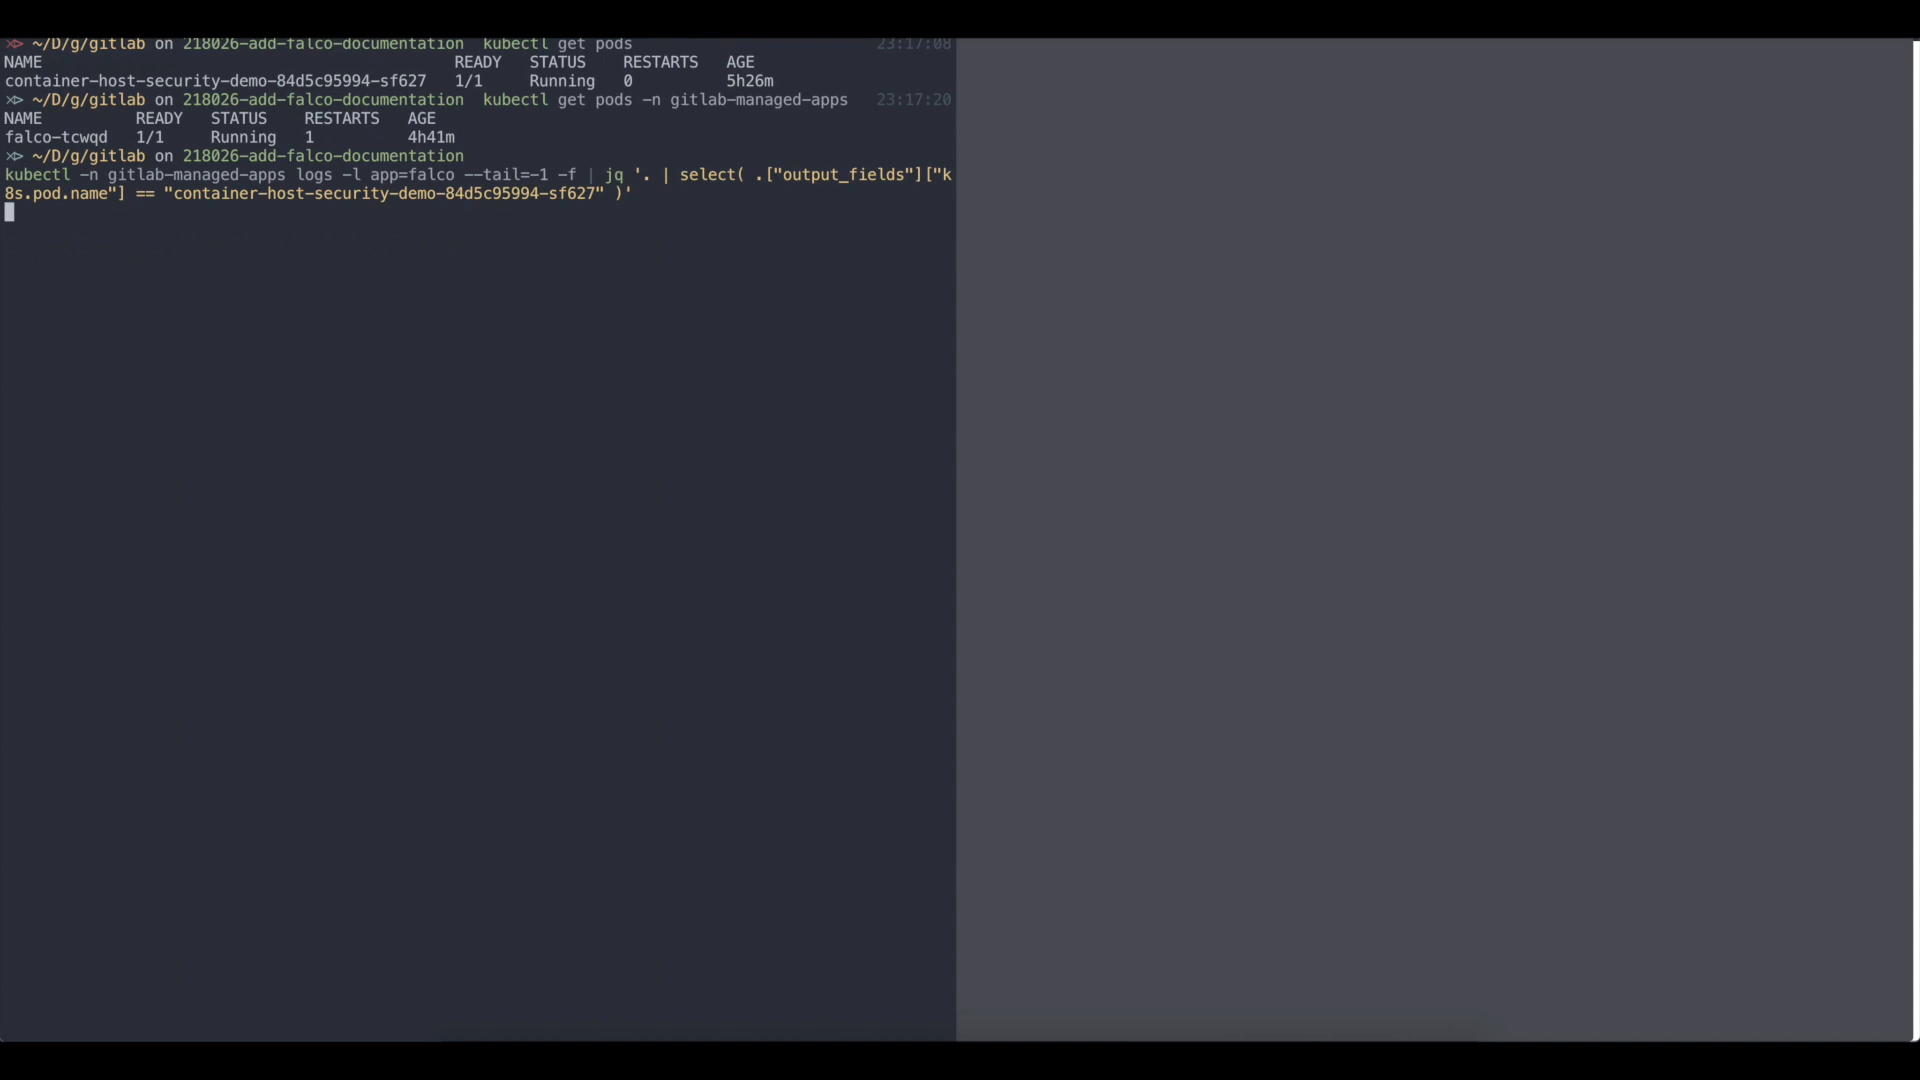 ~/D/g/gitlab on 218026-add-falco-documentation kubectl get pods 23:17:08
NAME READY STATUS RESTARTS AGE
container-host-security-demo-84d5c95994-sf627 1/1 Running 0 5h26m
~/D/g/gitlab on 218026-add-falco-documentation kubectl get pods -n gitlab-managed-apps 23:17:20
NAME READY STATUS RESTARTS AGE
falco-tcwqd 1/1 Running 1 4h41m
~/D/g/gitlab on 218026-add-falco-documentation
kubectl -n gitlab-managed-apps logs -l app=falco --tail=-1 -f | jq '. | select( .["output_fields"]["k
8s.pod.name"] == "container-host-security-demo-84d5c95994-sf627" )'